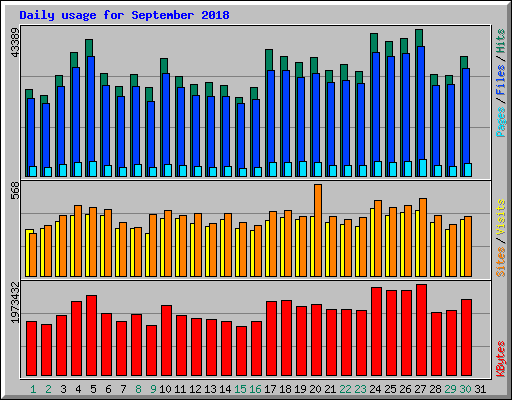 Daily usage for September 2018
43389
Pages/Files/Hits
568
Sites/Visits
1973432
KBytes
1 2 3 4 5 6 7 8 9 10 11 12 13 14 15 16 17 18 19 20 21 22 23 24 25 26 27 28 29 30 31